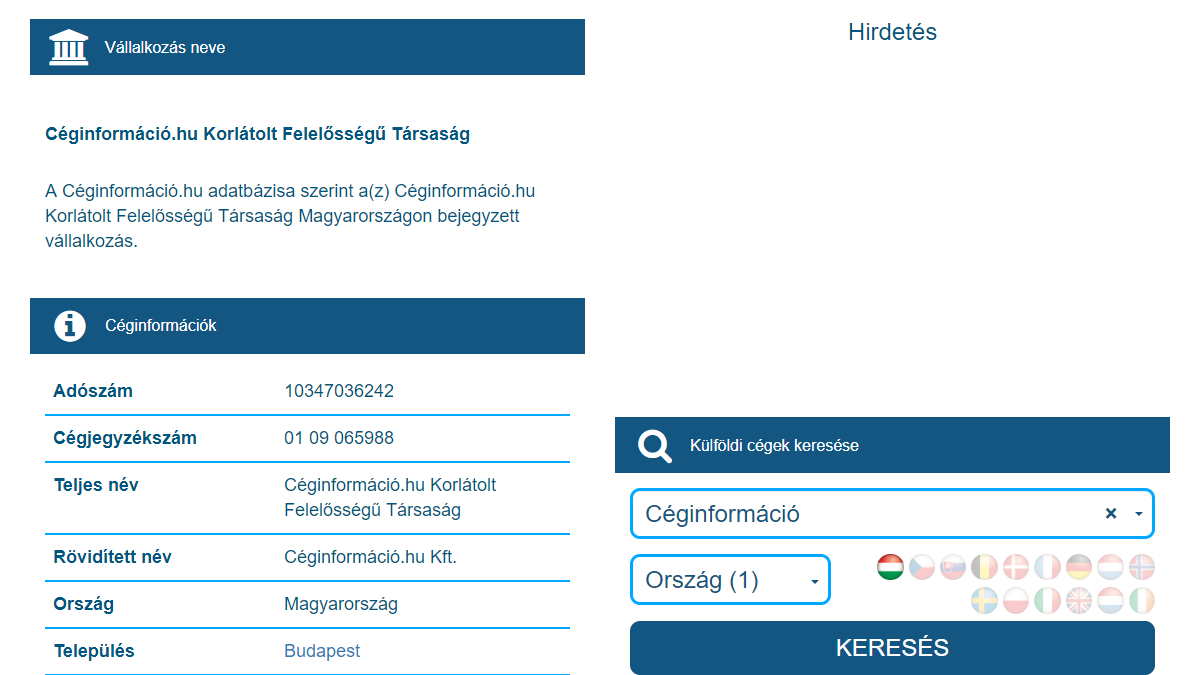 Vállalkozás neve
Céginformáció.hu Korlátolt Felelősségű Társaság
A Céginformáció.hu adatbázisa szerint a(z) Céginformáció.hu
Korlátolt Felelősségű Társaság Magyarországon bejegyzett
vállalkozás.
Céginformációk
Adószám 10347036242
Cégjegyzékszám 01 09 065988
Teljes név Céginformáció.hu Korlátolt
Felelősségű Társaság
Rövidített név Céginformáció.hu Kft.
Ország Magyarország
Település Budapest
Hirdetés
Külföldi cégek keresése
Céginformáció ×
Ország (1)
KERESÉS